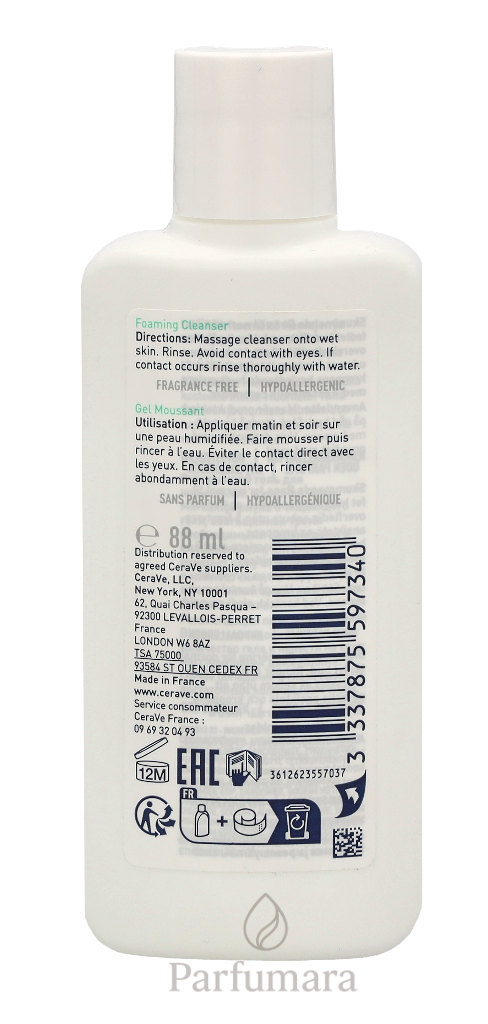 Foaming Cleanser
Directions: Massage cleanser onto wet
skin. Rinse. Avoid contact with eyes. If
contact occurs rinse thoroughly with water.
FRAGRANCE FREE | HYPOALLERGENIC
Gel Moussant
Utilisation : Appliquer matin et soir sur
une peau humidifiée. Faire mousser puis
rincer à l'eau. Éviter le contact direct avec
les yeux. En cas de contact, rincer
abondamment à l'eau.
SANS PARFUM | HYPOALLERGÉNIQUE
℮ 88 ml
Distribution reserved to
agreed CeraVe suppliers.
CeraVe, LLC,
New York, NY 10001
62, Quai Charles Pasqua –
92300 LEVALLOIS-PERRET
France
LONDON W6 8AZ
TSA 75000
93584 ST OUEN CEDEX FR
Made in France
www.cerave.com
Service consommateur
CeraVe France :
09 69 32 04 93
3 337875 597340
12M
EAC
3612623557037
FR
+
Parfumara